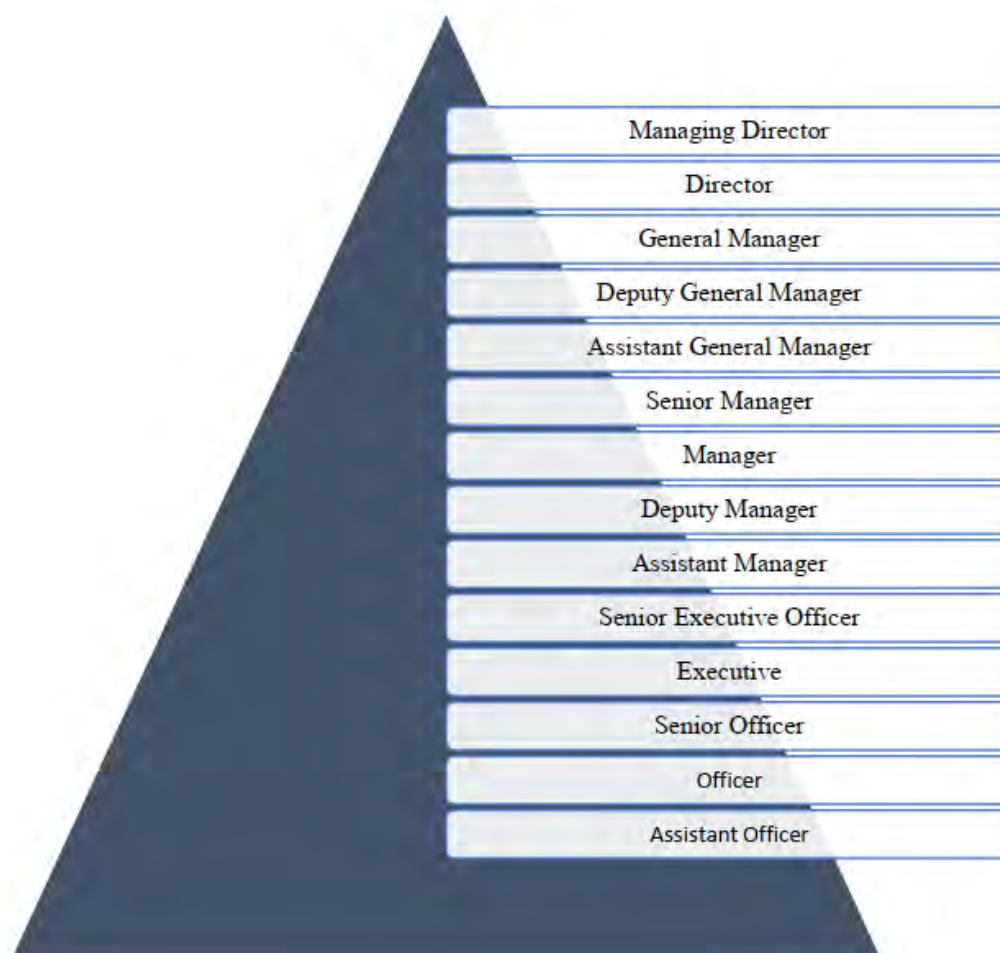 Managing Director
Director
General Manager
Deputy General Manager
Assistant General Manager
Senior Manager
Manager
Deputy Manager
Assistant Manager
Senior Executive Officer
Executive
Senior Officer
Officer
Assistant Officer